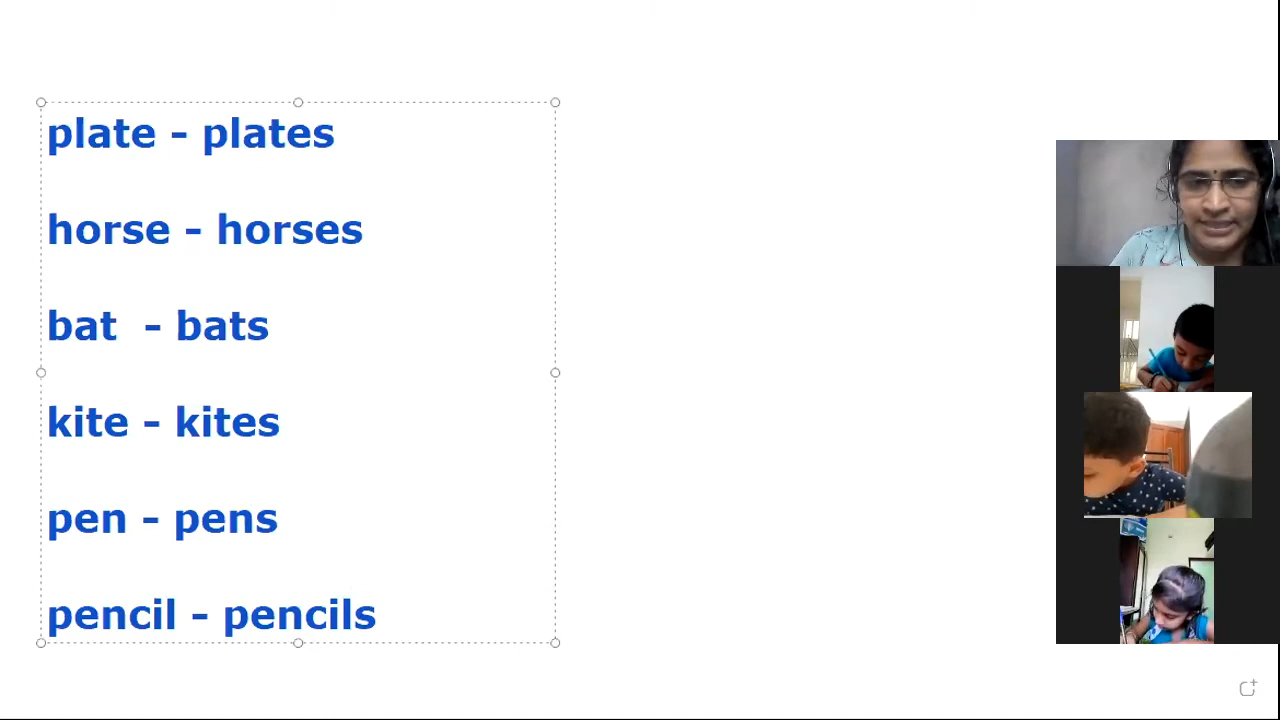 plate - plates
horse - horses
bat - bats
kite - kites
pen - pens
pencil - pencils